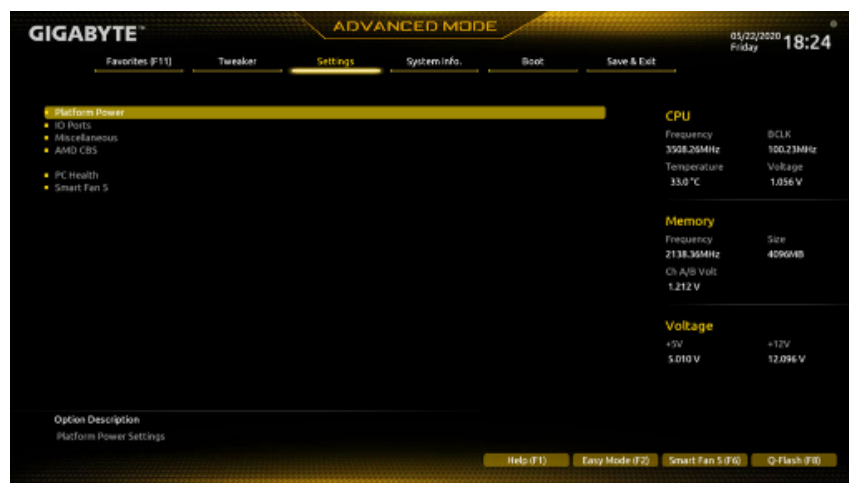 GIGABYTE™
ADVANCED MODE
05/22/2020
Friday
18:24
Favorites (F11) Tweaker Settings System Info. Boot Save & Exit
Platform Power
IO Ports
Miscellaneous
AMD CBS
PC Health
Smart Fan 5
CPU
Frequency BCLK
3508.26MHz 100.23MHz
Temperature Voltage
33.0 °C 1.056 V
Memory
Frequency Size
2138.36MHz 4096MB
Ch A/B Volt
1.212 V
Voltage
+5V +12V
5.010 V 12.096 V
Option Description
Platform Power Settings
Help (F1) Easy Mode (F2) Smart Fan 5 (F6) Q-Flash (F8)